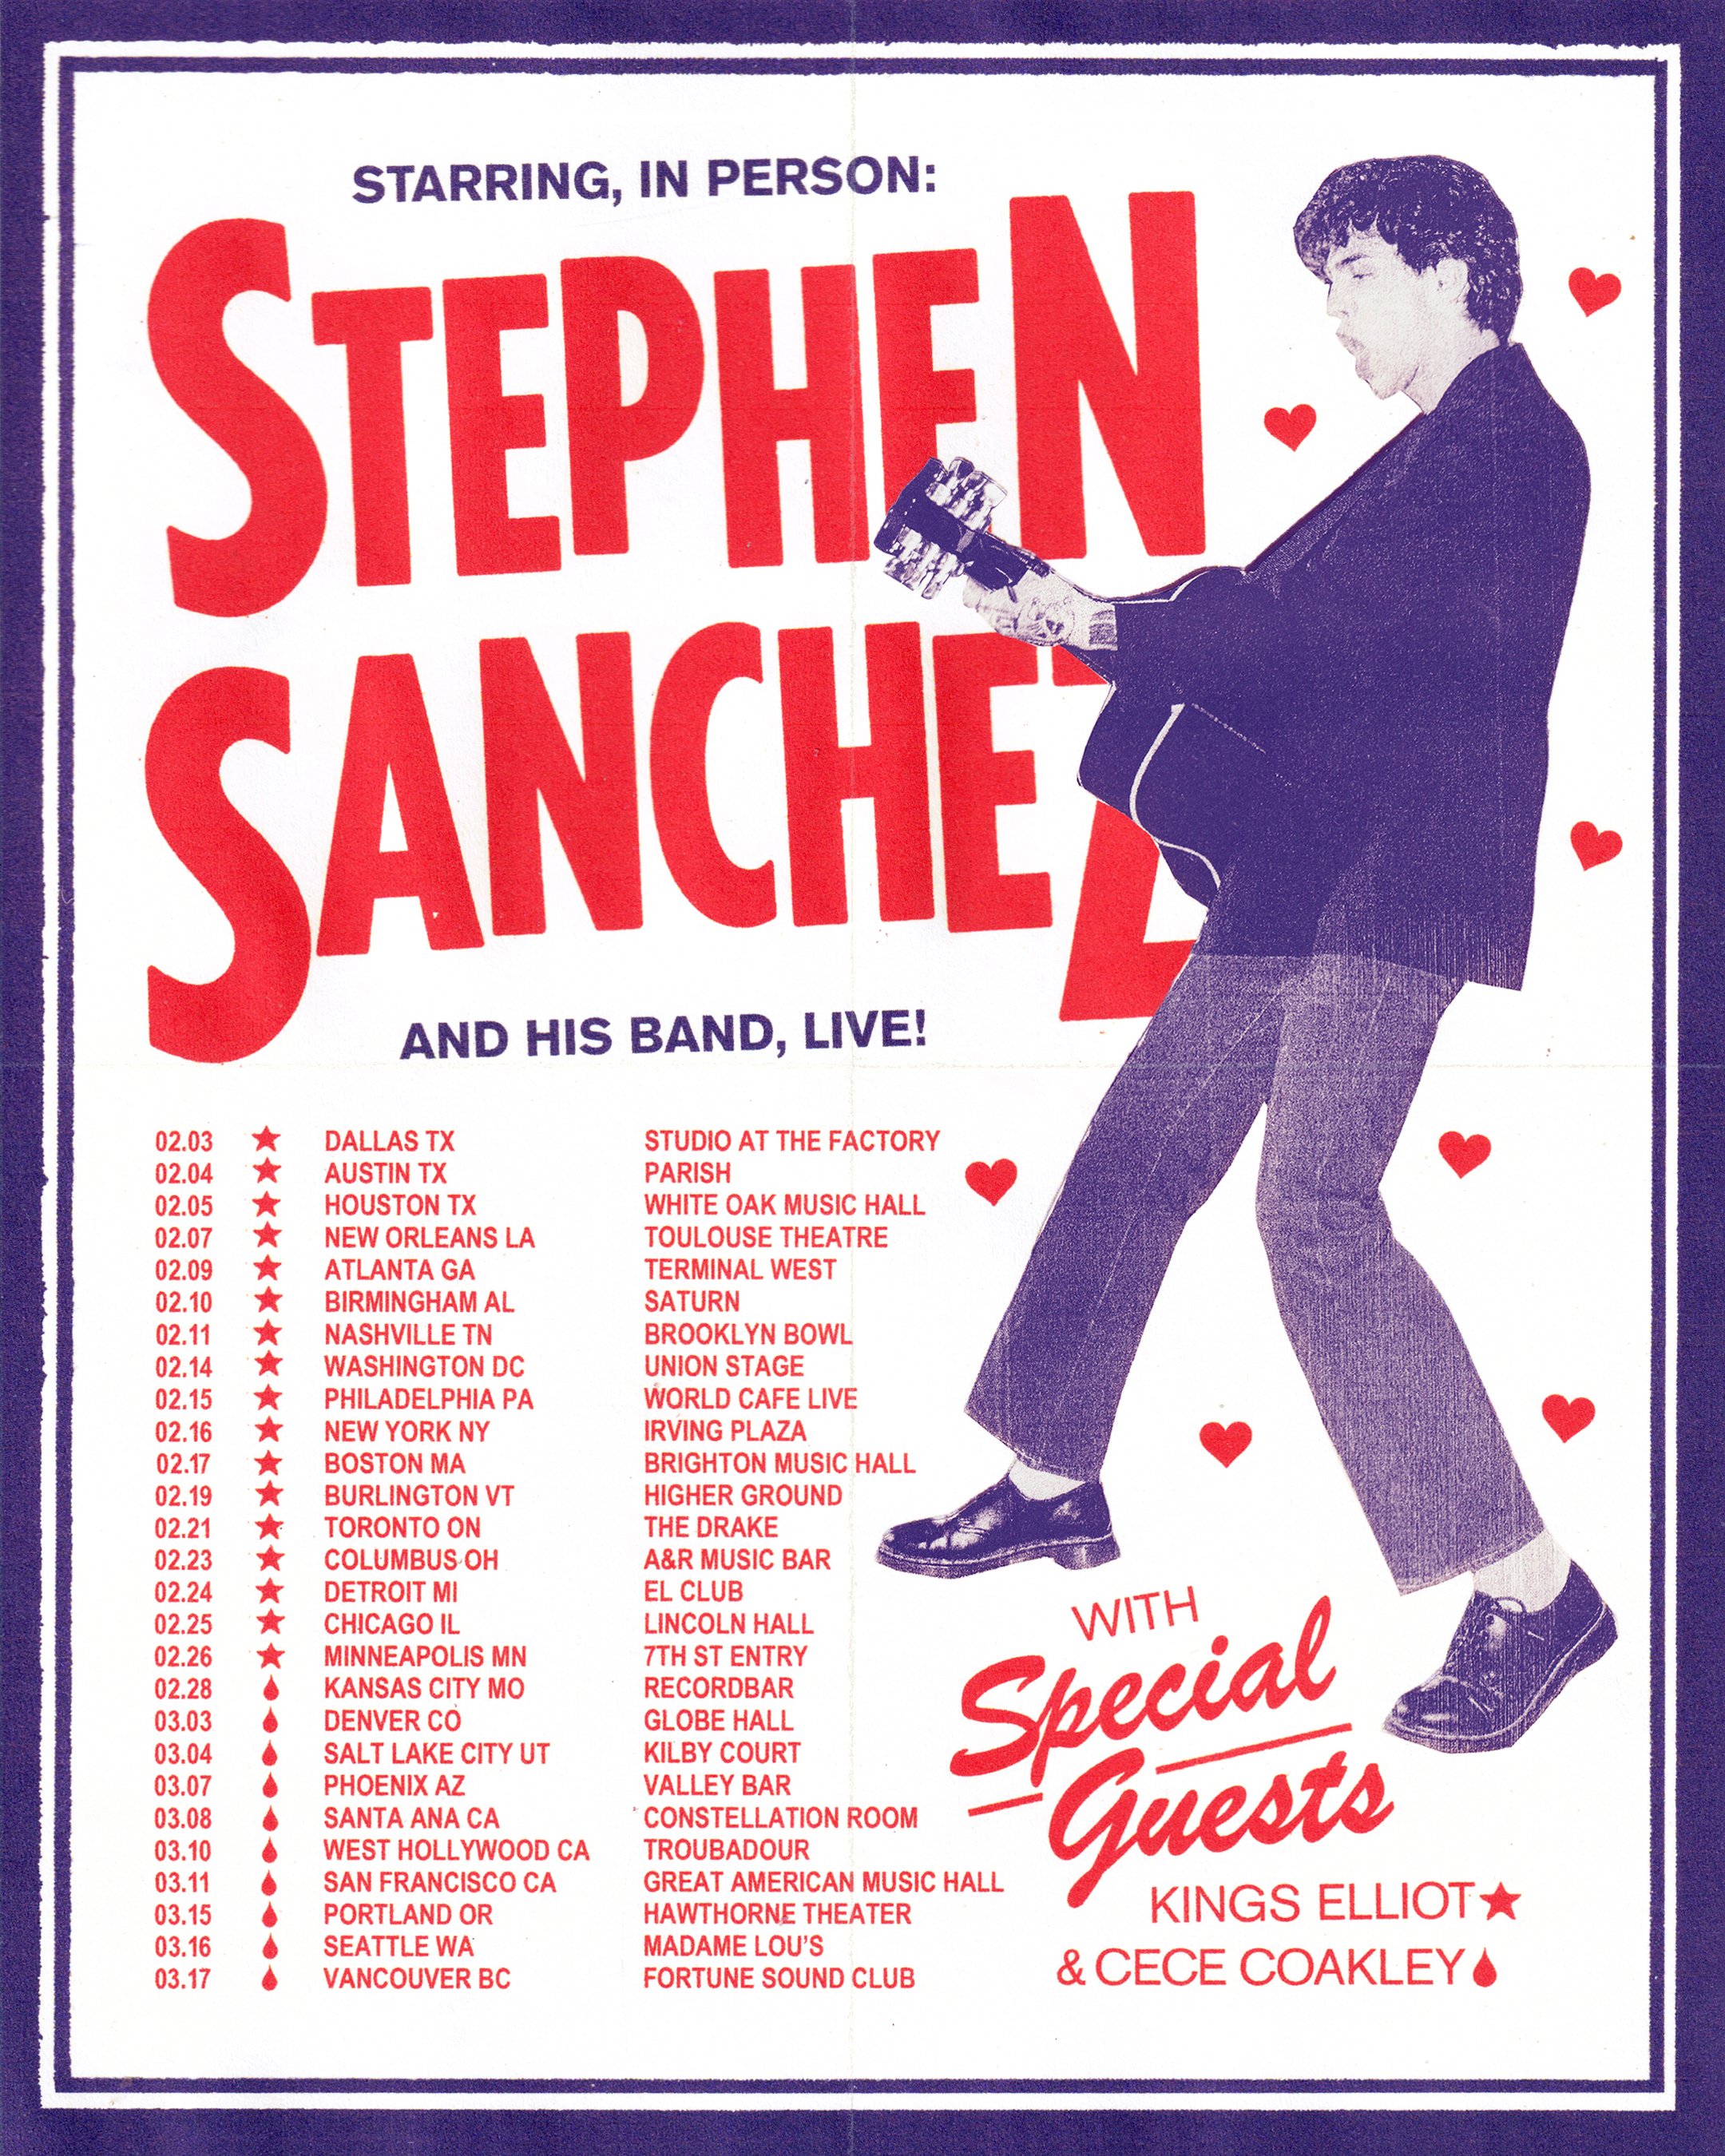 STARRING, IN PERSON:
STEPHEN
SANCHEZ
AND HIS BAND, LIVE!
02.03 ★ DALLAS TX STUDIO AT THE FACTORY
02.04 ★ AUSTIN TX PARISH
02.05 ★ HOUSTON TX WHITE OAK MUSIC HALL
02.07 ★ NEW ORLEANS LA TOULOUSE THEATRE
02.09 ★ ATLANTA GA TERMINAL WEST
02.10 ★ BIRMINGHAM AL SATURN
02.11 ★ NASHVILLE TN BROOKLYN BOWL
02.14 ★ WASHINGTON DC UNION STAGE
02.15 ★ PHILADELPHIA PA WORLD CAFE LIVE
02.16 ★ NEW YORK NY IRVING PLAZA
02.17 ★ BOSTON MA BRIGHTON MUSIC HALL
02.19 ★ BURLINGTON VT HIGHER GROUND
02.21 ★ TORONTO ON THE DRAKE
02.23 ★ COLUMBUS OH A&R MUSIC BAR
02.24 ★ DETROIT MI EL CLUB
02.25 ★ CHICAGO IL LINCOLN HALL
02.26 ★ MINNEAPOLIS MN 7TH ST ENTRY
02.28 🌢 KANSAS CITY MO RECORDBAR
03.03 🌢 DENVER CO GLOBE HALL
03.04 🌢 SALT LAKE CITY UT KILBY COURT
03.07 🌢 PHOENIX AZ VALLEY BAR
03.08 🌢 SANTA ANA CA CONSTELLATION ROOM
03.10 🌢 WEST HOLLYWOOD CA TROUBADOUR
03.11 🌢 SAN FRANCISCO CA GREAT AMERICAN MUSIC HALL
03.15 🌢 PORTLAND OR HAWTHORNE THEATER
03.16 🌢 SEATTLE WA MADAME LOU'S
03.17 🌢 VANCOUVER BC FORTUNE SOUND CLUB
WITH
Special
Guests
KINGS ELLIOT ★
& CECE COAKLEY 🌢